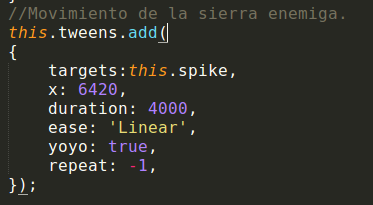 //Movimiento de la sierra enemiga.
this.tweens.add(
{
targets:this.spike,
x: 6420,
duration: 4000,
ease: 'Linear',
yoyo: true,
repeat: -1,
});